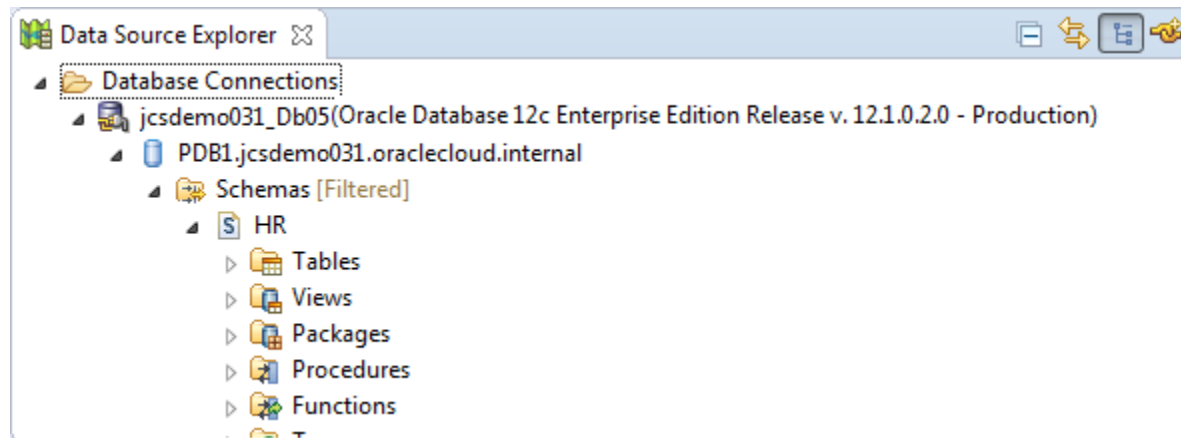 Data Source Explorer
Database Connections
jcsdemo031_Db05(Oracle Database 12c Enterprise Edition Release v. 12.1.0.2.0 - Production)
PDB1.jcsdemo031.oraclecloud.internal
Schemas [Filtered]
S HR
Tables
Views
Packages
Procedures
Functions